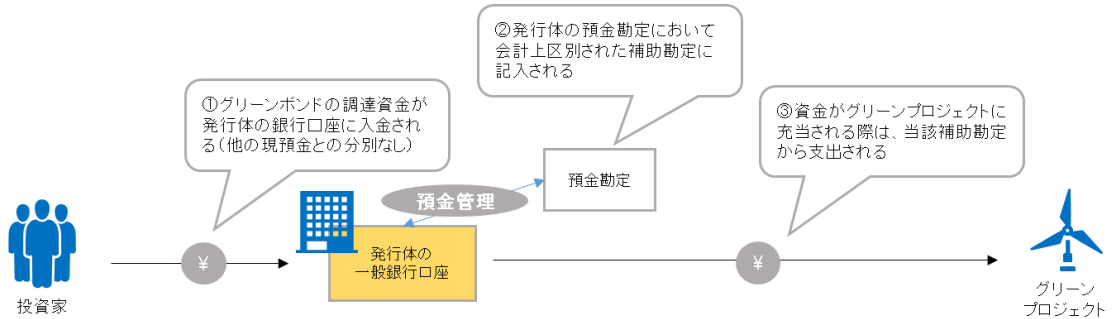 ②発行体の預金勘定において
会計上区別された補助勘定に
記入される
①グリーンボンドの調達資金が
発行体の銀行口座に入金され
る(他の現預金との分別なし)
③資金がグリーンプロジェクトに
充当される際は、当該補助勘定
から支出される
預金勘定
預金管理
発行体の
一般銀行口座
¥
¥
投資家
グリーン
プロジェクト